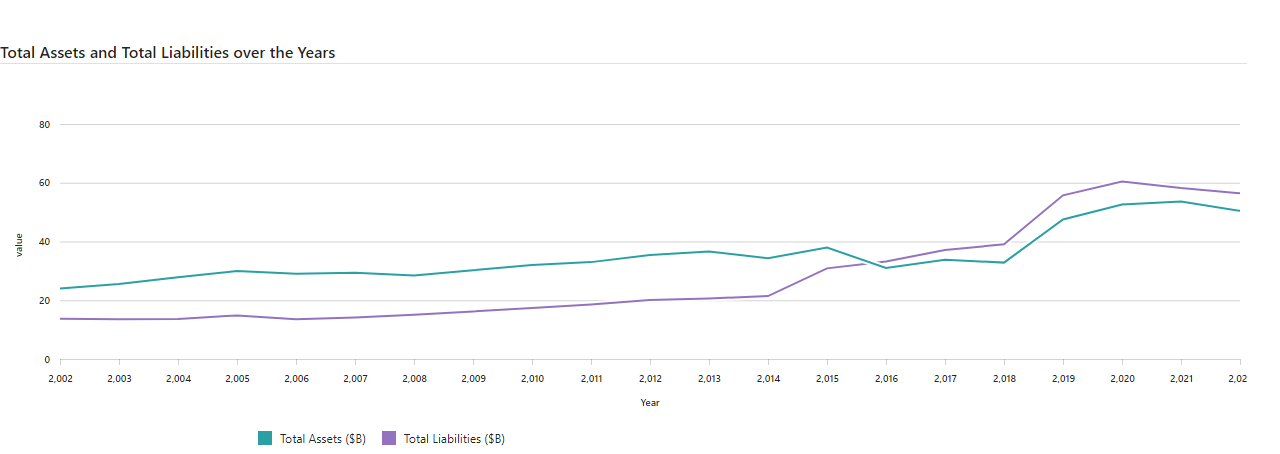 Total Assets and Total Liabilities over the Years
80
60
40
20
0
value
2,002 2,003 2,004 2,005 2,006 2,007 2,008 2,009 2,010 2,011 2,012 2,013 2,014 2,015 2,016 2,017 2,018 2,019 2,020 2,021 2,02
Year
Total Assets ($B) Total Liabilities ($B)